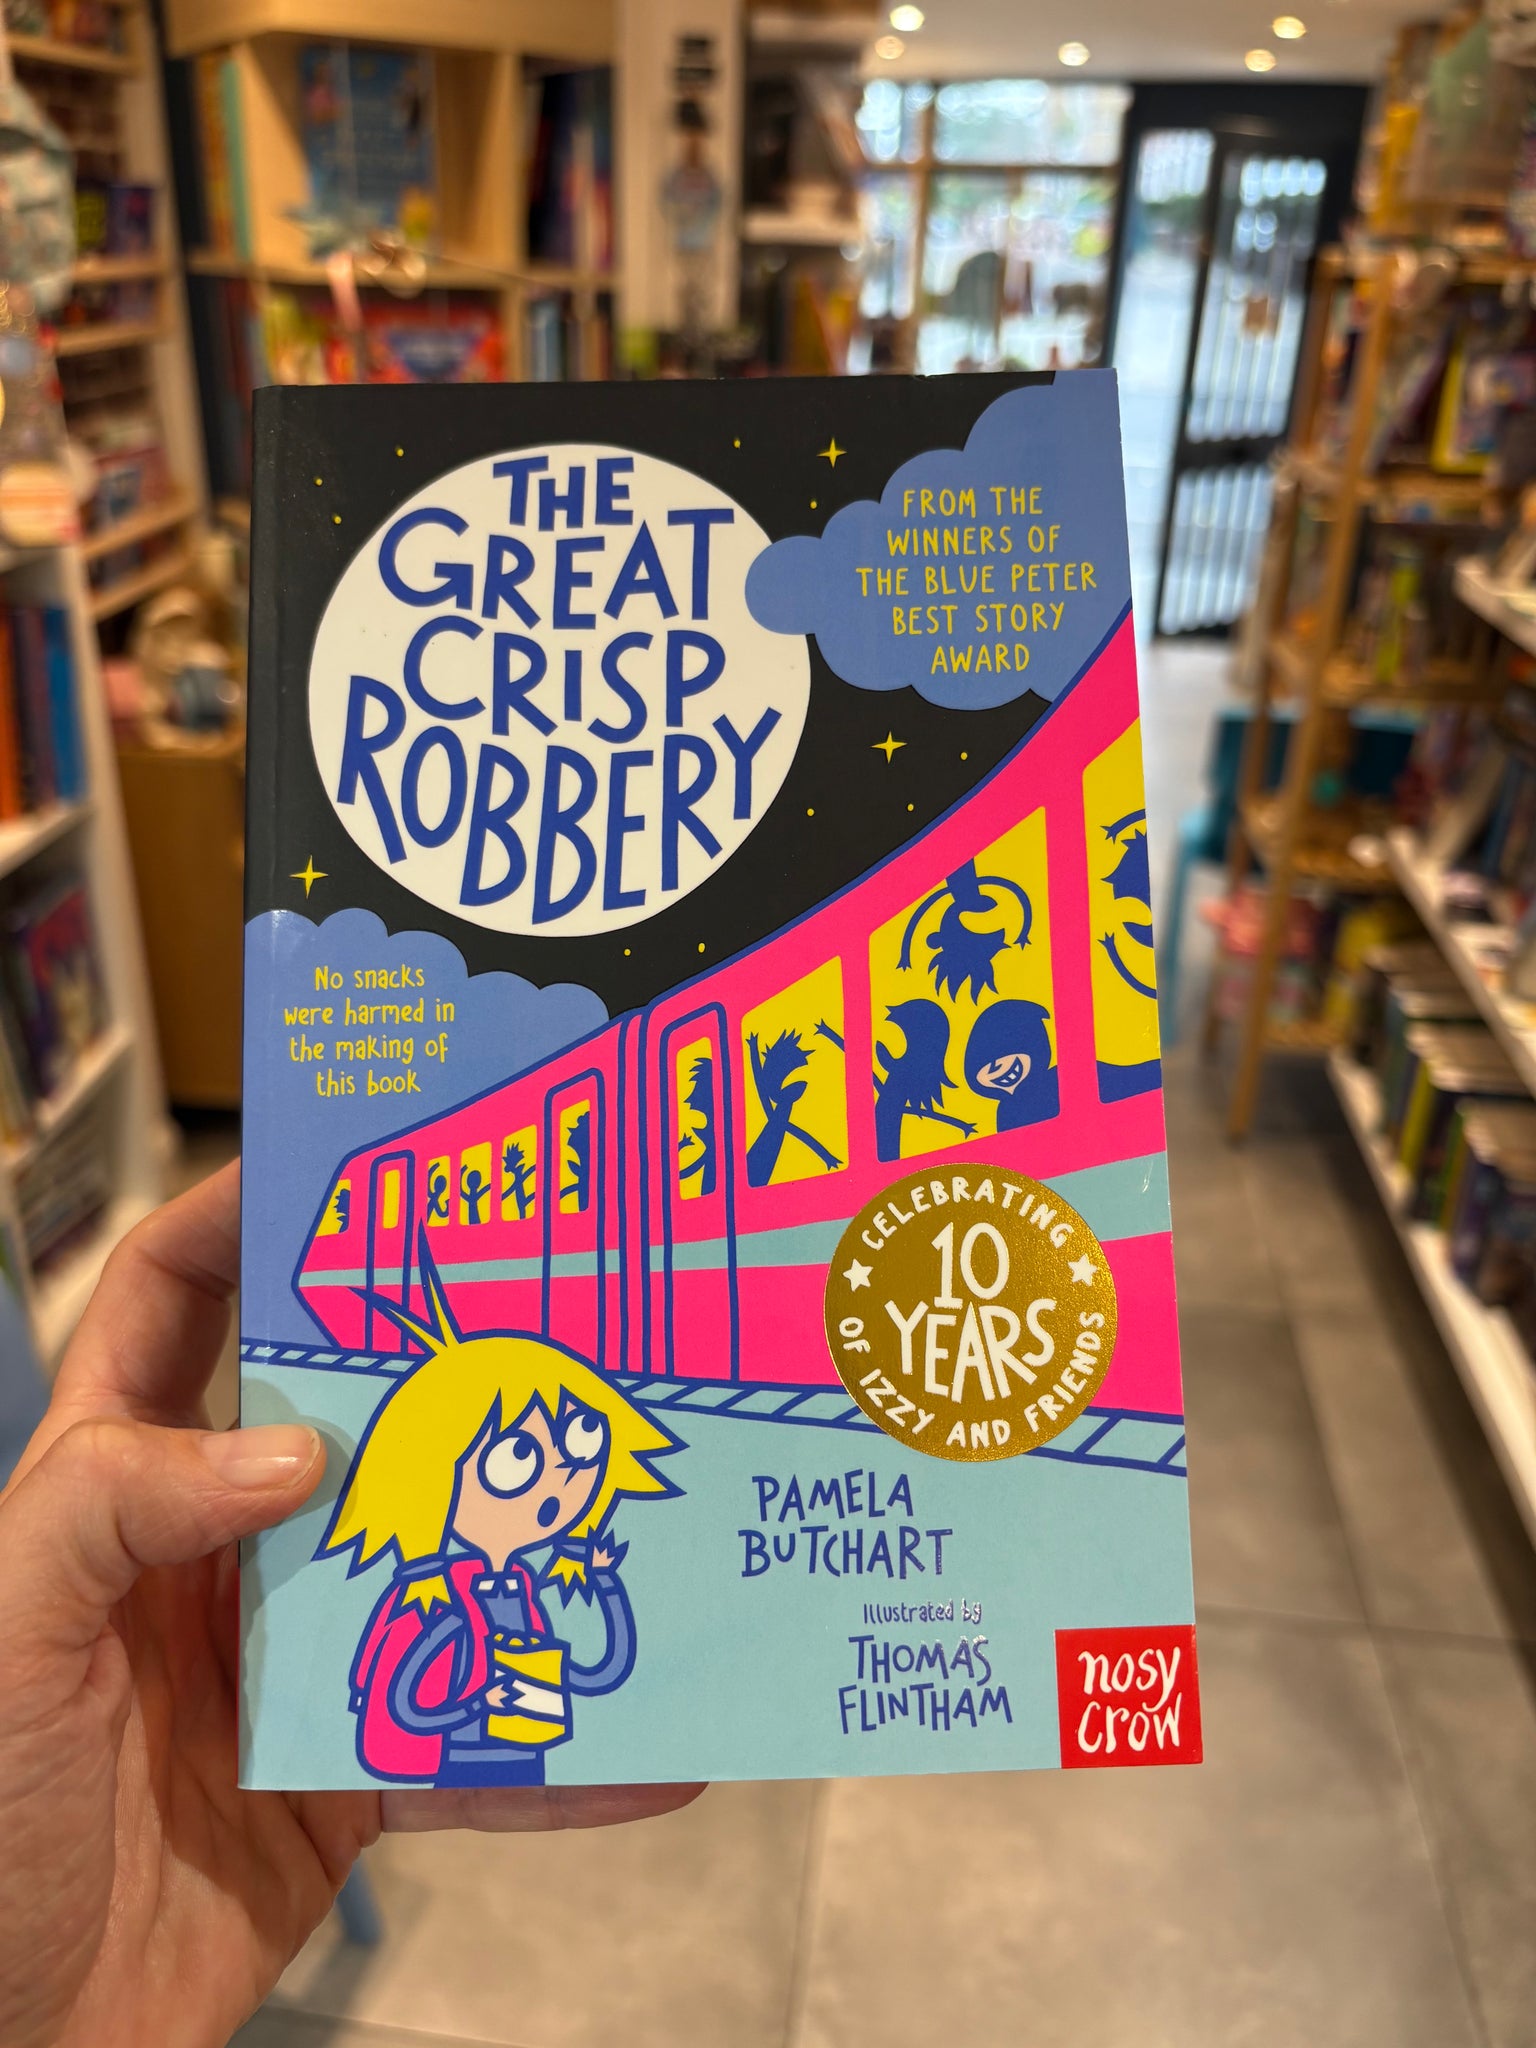 THE
GREAT
CRISP
ROBBERY
FROM THE
WINNERS OF
THE BLUE PETER
BEST STORY
AWARD
No snacks
were harmed in
the making of
this book
CELEBRATING
10
YEARS
OF IZZY AND FRIENDS
PAMELA
BUTCHART
Illustrated by
THOMAS
FLINTHAM
nosy
crow